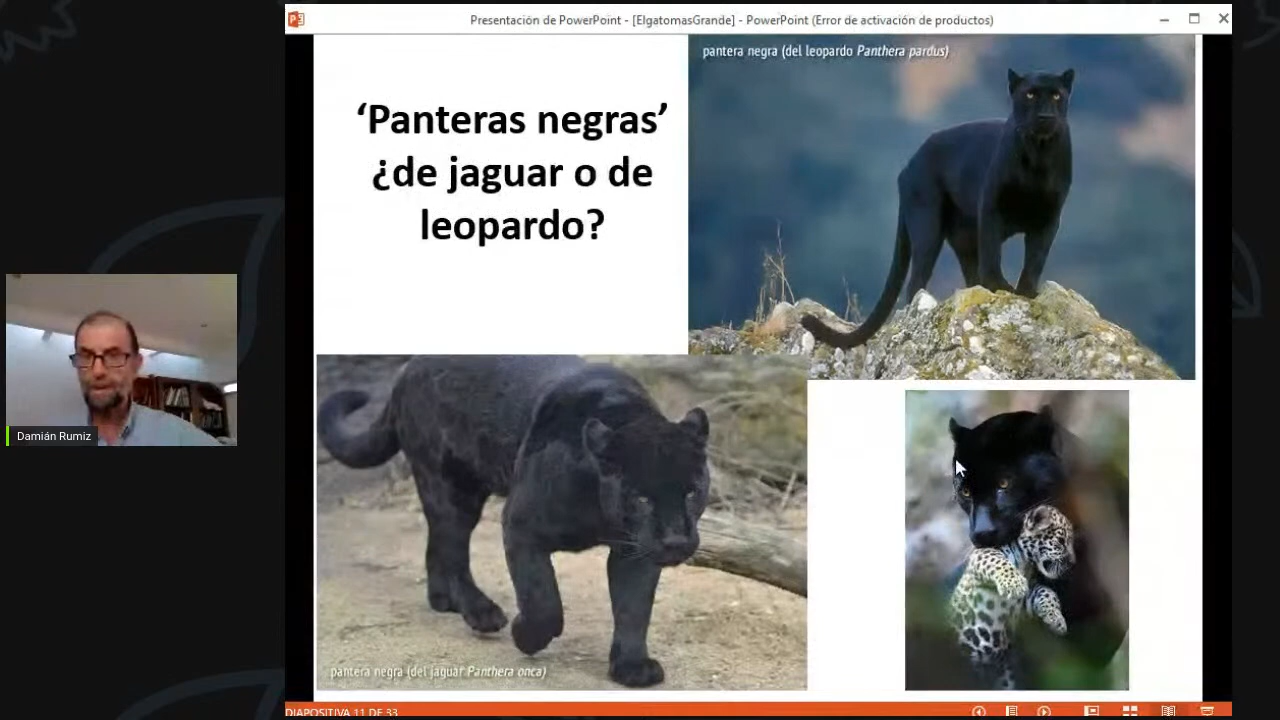 Presentación de PowerPoint - [ElgatomasGrande] - PowerPoint (Error de activación de productos)
pantera negra (del leopardo Panthera pardus)
‘Panteras negras’
¿de jaguar o de
leopardo?
Damián Rumiz
pantera negra (del jaguar Panthera onca)
DIAPOSITIVA 11 DE 33